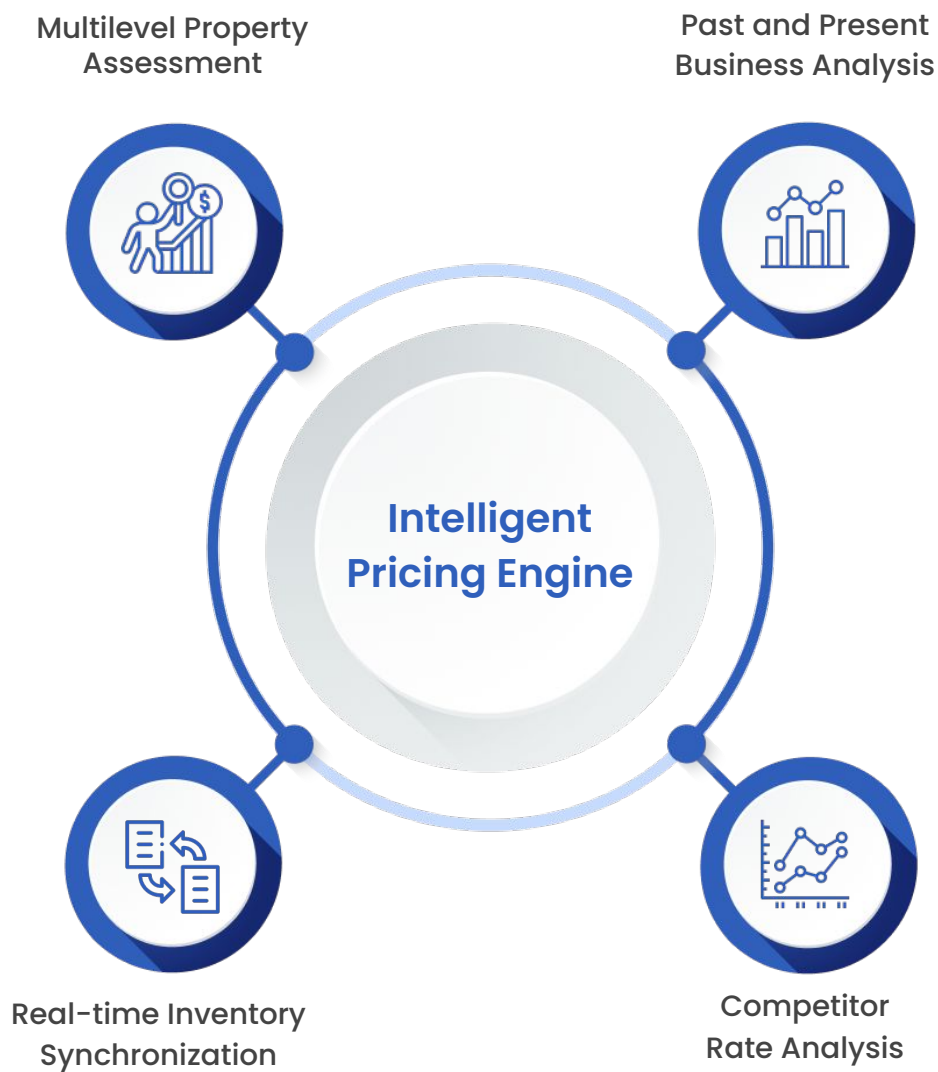 Multilevel Property
Assessment
Past and Present
Business Analysis
$
Intelligent
Pricing Engine
Real-time Inventory
Synchronization
Competitor
Rate Analysis